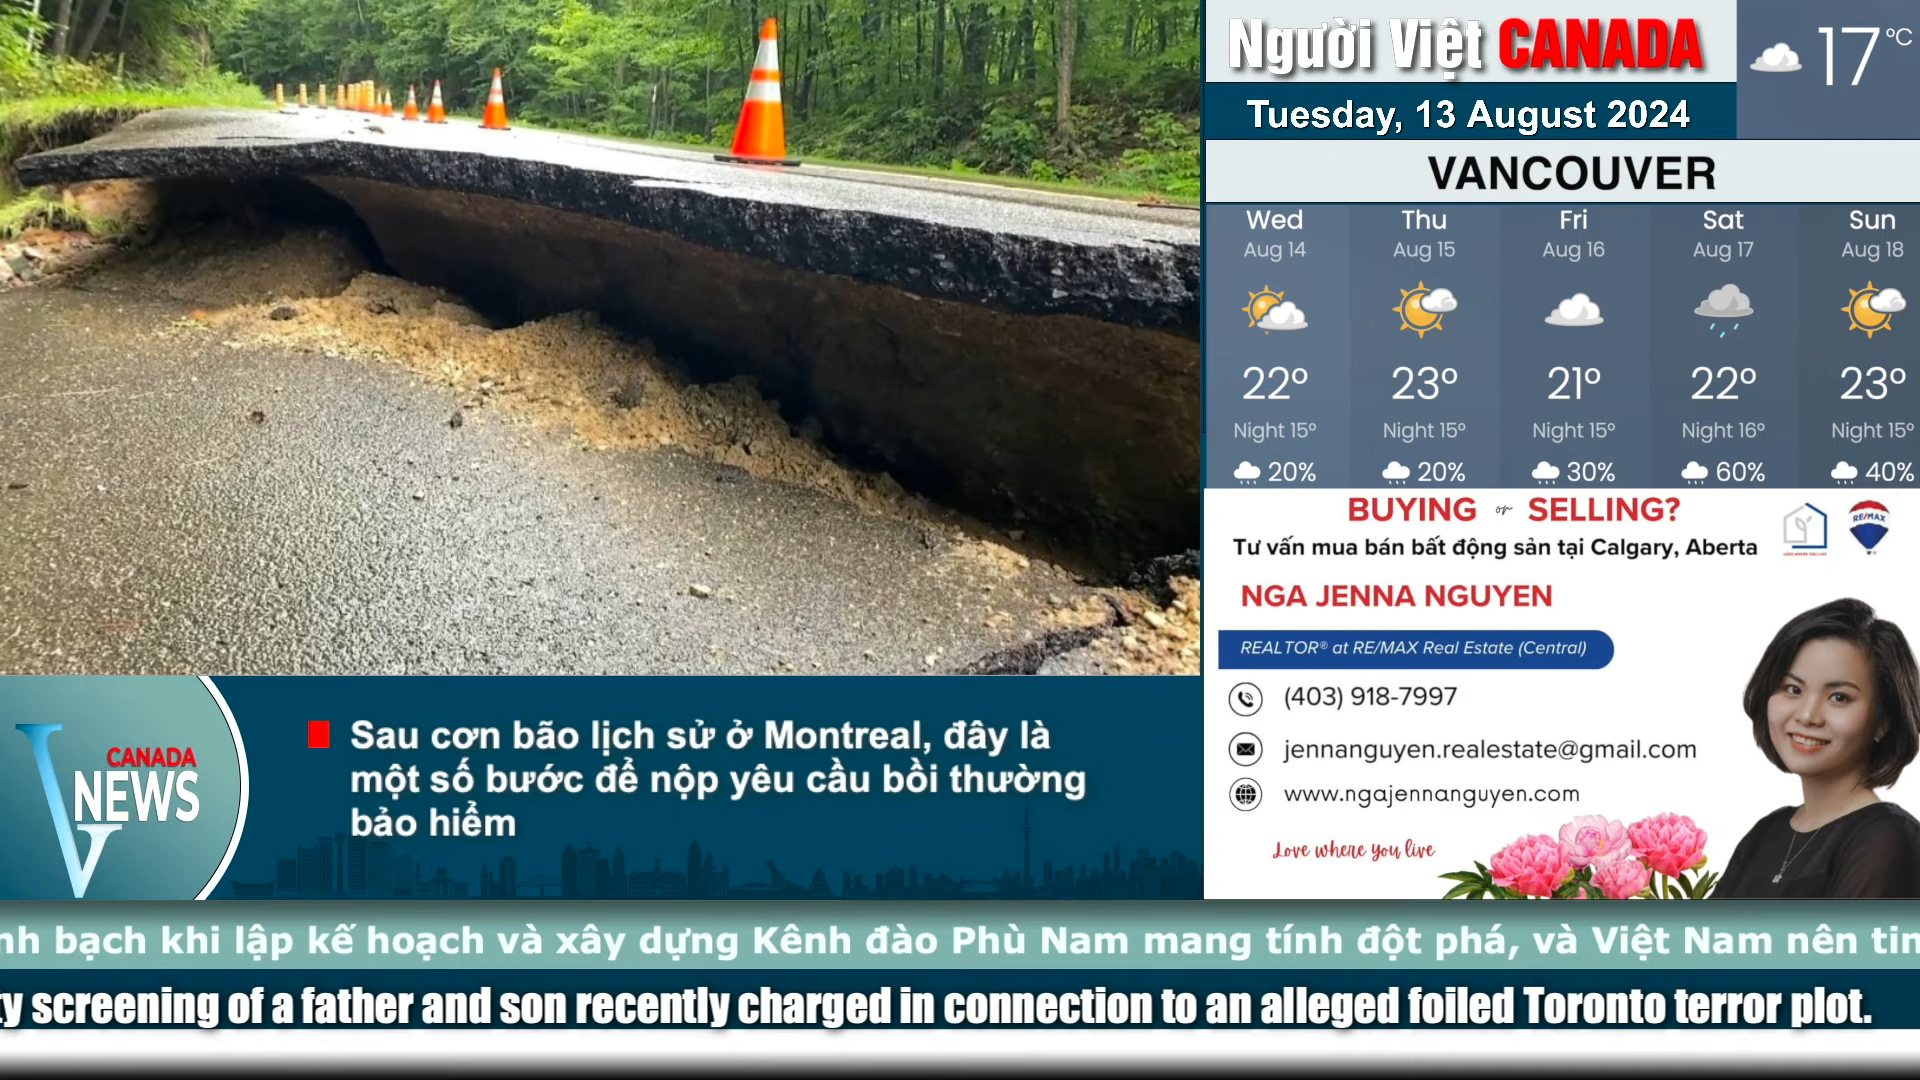 Người Việt CANADA
17°C
Tuesday, 13 August 2024
VANCOUVER
Wed Thu Fri Sat Sun
Aug 14 Aug 15 Aug 16 Aug 17 Aug 18
22° 23° 21° 22° 23°
Night 15° Night 15° Night 15° Night 16° Night 15°
20% 20% 30% 60% 40%
BUYING or SELLING?
Tư vấn mua bán bất động sản tại Calgary, Aberta
RE/MAX
NGA JENNA NGUYEN
REALTOR® at RE/MAX Real Estate (Central)
(403) 918-7997
jennanguyen.realestate@gmail.com
www.ngajennanguyen.com
Love where you live
V CANADA
NEWS
Sau cơn bão lịch sử ở Montreal, đây là
một số bước để nộp yêu cầu bồi thường
bảo hiểm
nh bạch khi lập kế hoạch và xây dựng Kênh đào Phù Nam mang tính đột phá, và Việt Nam nên tin
ty screening of a father and son recently charged in connection to an alleged foiled Toronto terror plot.